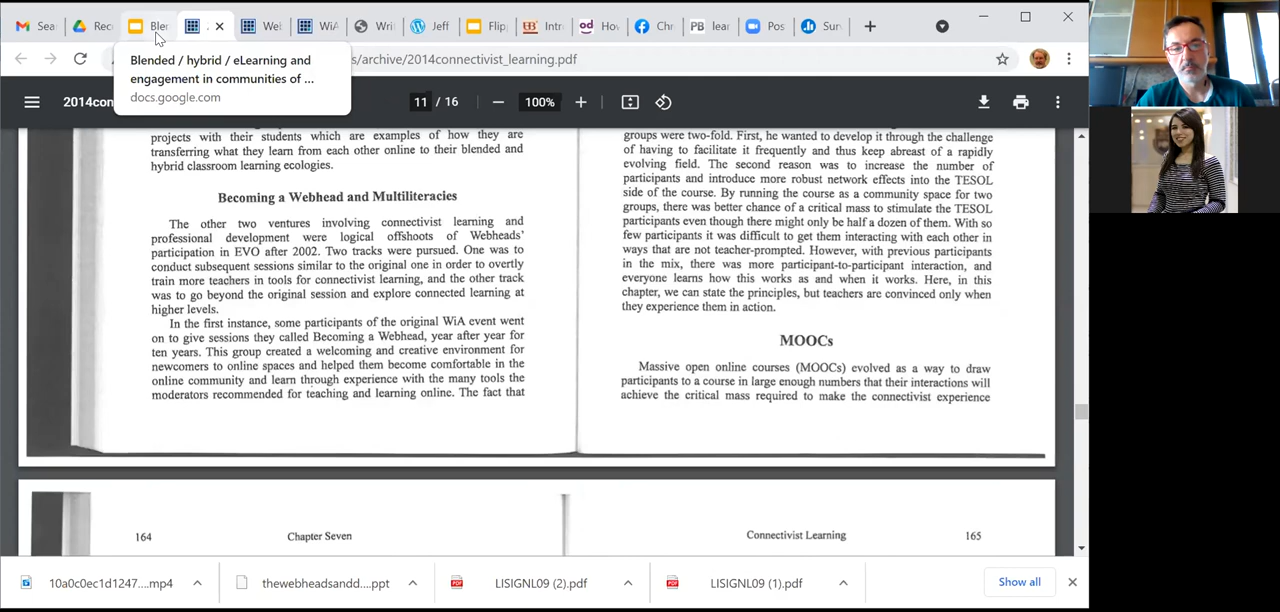 Sea
Rec
Ble
Wel
WiA
Wri
Jeff
Flip
Intr
Ho
Chr
lear
Pos
Sun
Blended / hybrid / eLearning and
engagement in communities of ...
docs.google.com
s/archive/2014connectivist_learning.pdf
2014con
11 / 16
100%
projects with their students which are examples of how they are
transferring what they learn from each other online to their blended and
hybrid classroom learning ecologies.
Becoming a Webhead and Multiliteracies
The other two ventures involving connectivist learning and
professional development were logical offshoots of Webheads'
participation in EVO after 2002. Two tracks were pursued. One was to
conduct subsequent sessions similar to the original one in order to overtly
train more teachers in tools for connectivist learning, and the other track
was to go beyond the original session and explore connected learning at
higher levels.
In the first instance, some participants of the original WiA event went
on to give sessions they called Becoming a Webhead, year after year for
ten years. This group created a welcoming and creative environment for
newcomers to online spaces and helped them become comfortable in the
online community and learn through experience with the many tools the
moderators recommended for teaching and learning online. The fact that
groups were two-fold. First, he wanted to develop it through the challenge
of having to facilitate it frequently and thus keep abreast of a rapidly
evolving field. The second reason was to increase the number of
participants and introduce more robust network effects into the TESOL
side of the course. By running the course as a community space for two
groups, there was better chance of a critical mass to stimulate the TESOL
participants even though there might only be half a dozen of them. With so
few participants it was difficult to get them interacting with each other in
ways that are not teacher-prompted. However, with previous participants
in the mix, there was more participant-to-participant interaction, and
everyone learns how this works as and when it works. Here, in this
chapter, we can state the principles, but teachers are convinced only when
they experience them in action.
MOOCs
Massive open online courses (MOOCs) evolved as a way to draw
participants to a course in large enough numbers that their interactions will
achieve the critical mass required to make the connectivist experience
164
Chapter Seven
Connectivist Learning
165
10a0c0ec1d1247....mp4
thewebheadsandd....ppt
LISIGNL09 (2).pdf
LISIGNL09 (1).pdf
Show all